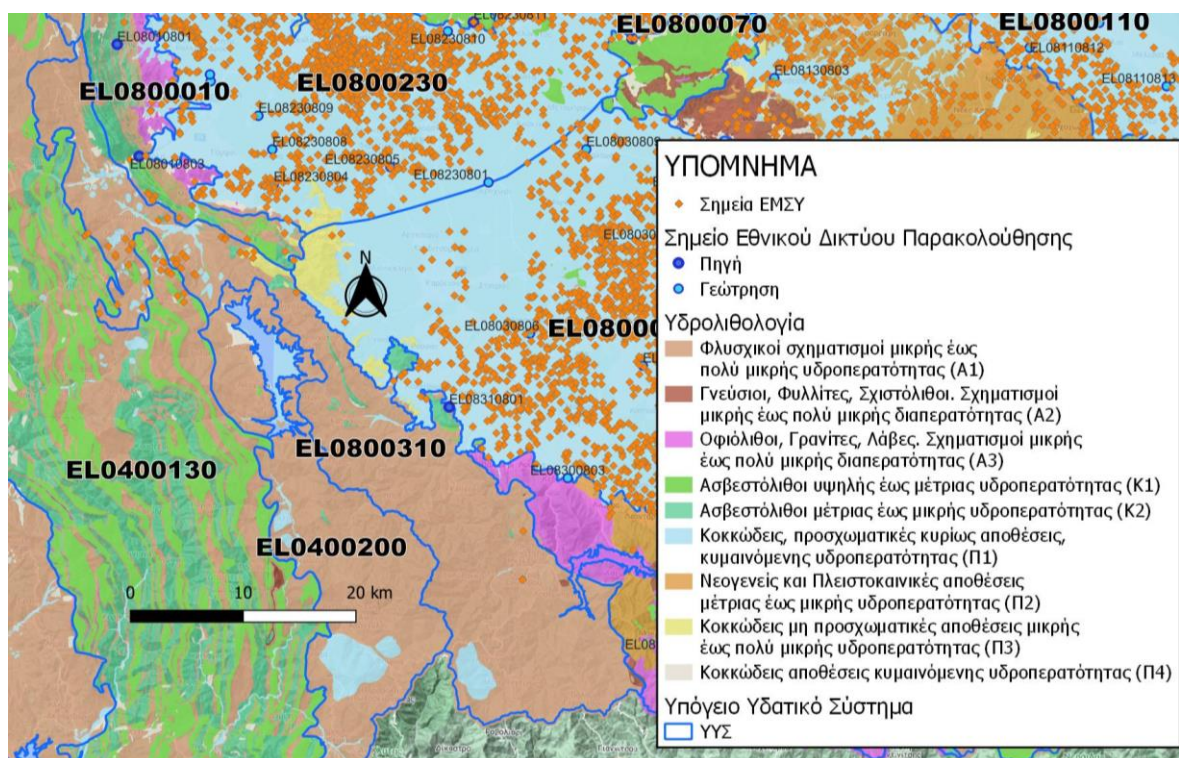 EL08230811
EL08010801
EL08230810
EL0800070
EL0800110
EL08110812
EL0800010
EL0800230
EL08130803
EL08110813
EL08230809
EL08230808
EL08010803
EL08230805
EL08230804
EL08230801
N
EL08030806
EL08310801
EL0800310
EL08300803
EL0400130
EL0400200
0 10 20 km
ΥΠΟΜΝΗΜΑ
Σημεία ΕΜΣΥ
Σημείο Εθνικού Δικτύου Παρακολούθησης
Πηγή
Γεώτρηση
Υδρολιθολογία
Φλυσχικοί σχηματισμοί μικρής έως
πολύ μικρής υδροπερατότητας (Α1)
Γνεύσιοι, Φυλλίτες, Σχιστόλιθοι. Σχηματισμοί
μικρής έως πολύ μικρής διαπερατότητας (Α2)
Οφιόλιθοι, Γρανίτες, Λάβες. Σχηματισμοί μικρής
έως πολύ μικρής διαπερατότητας (Α3)
Ασβεστόλιθοι υψηλής έως μέτριας υδροπερατότητας (Κ1)
Ασβεστόλιθοι μέτριας έως μικρής υδροπερατότητας (Κ2)
Κοκκώδεις, προσχωματικές κυρίως αποθέσεις,
κυμαινόμενης υδροπερατότητας (Π1)
Νεογενείς και Πλειστοκαινικές αποθέσεις
μέτριας έως μικρής υδροπερατότητας (Π2)
Κοκκώδεις μη προσχωματικές αποθέσεις μικρής
έως πολύ μικρής υδροπερατότητας (Π3)
Κοκκώδεις αποθέσεις κυμαινόμενης υδροπερατότητας (Π4)
Υπόγειο Υδατικό Σύστημα
ΥΥΣ